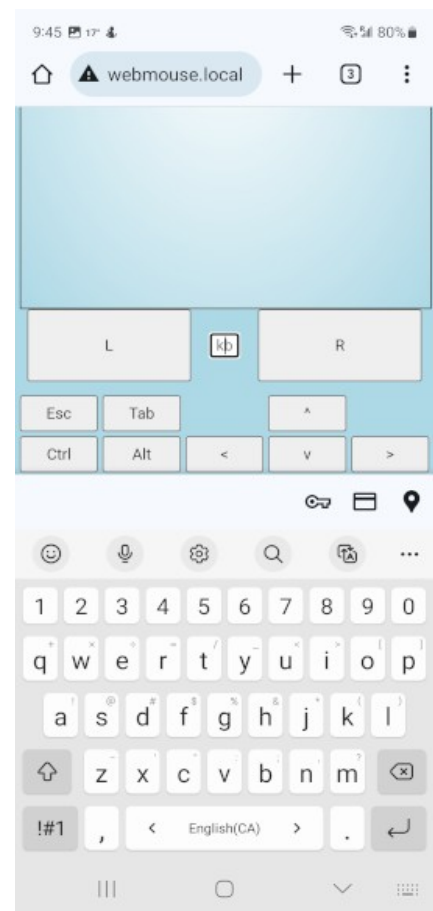 9:45 17° 5G 80%
webmouse.local 3
L kb R
Esc Tab ^
Ctrl Alt < v >
1 2 3 4 5 6 7 8 9 0
q w e r t y u i o p
a s d f g h j k l
z x c v b n m
!#1 , < English(CA) > .